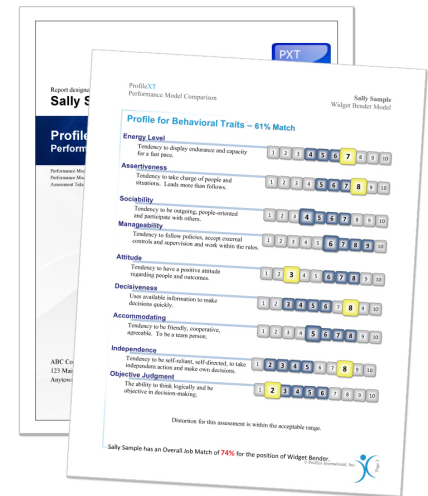 PXT
Report designe
Sally S
Profile
Perform
Performance Mo
Performance Mo
Assessment Take
ABC Co
123 Mai
Anytow
ProfileXT
Performance Model Comparison
Sally Sample
Widget Bender Model
Profile for Behavioral Traits – 61% Match
Energy Level
Tendency to display endurance and capacity
for a fast pace.
1 2 3 4 5 6 7 8 9 10
Assertiveness
Tendency to take charge of people and
situations. Leads more than follows.
1 2 3 4 5 6 7 8 9 10
Sociability
Tendency to be outgoing, people-oriented
and participate with others.
1 2 3 4 5 6 7 8 9 10
Manageability
Tendency to follow policies, accept external
controls and supervision and work within the rules.
1 2 3 4 5 6 7 8 9 10
Attitude
Tendency to have a positive attitude
regarding people and outcomes.
1 2 3 4 5 6 7 8 9 10
Decisiveness
Uses available information to make
decisions quickly.
1 2 3 4 5 6 7 8 9 10
Accommodating
Tendency to be friendly, cooperative,
agreeable. To be a team person.
1 2 3 4 5 6 7 8 9 10
Independence
Tendency to be self-reliant, self-directed, to take
independent action and make own decisions.
1 2 3 4 5 6 7 8 9 10
Objective Judgment
The ability to think logically and be
objective in decision-making.
1 2 3 4 5 6 7 8 9 10
Distortion for this assessment is within the acceptable range.
Sally Sample has an Overall Job Match of 74% for the position of Widget Bender.
© Profiles International, Inc.